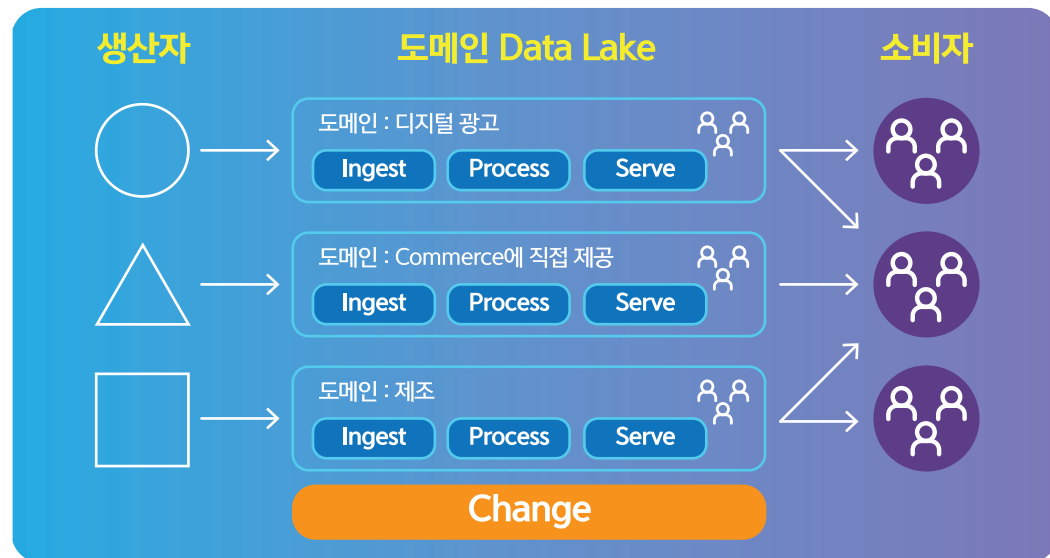 생산자 도메인 Data Lake 소비자
도메인 : 디지털 광고
Ingest Process Serve
도메인 : Commerce에 직접 제공
Ingest Process Serve
도메인 : 제조
Ingest Process Serve
Change